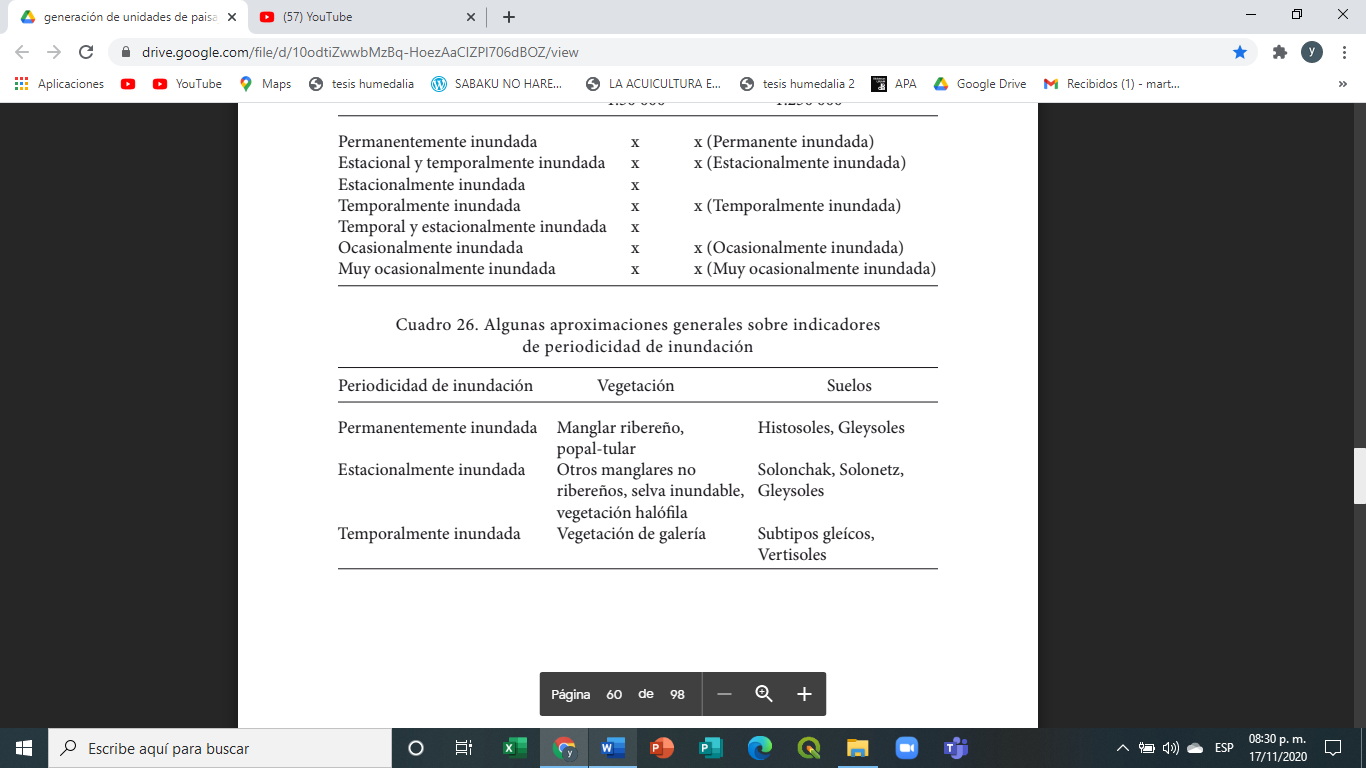 generación de unidades de paisa
(57) YouTube
drive.google.com/file/d/10odtiZwwbMzBq-HoezAaCIZPl706dBOZ/view
y
Aplicaciones
YouTube
Maps
tesis humedalia
SABAKU NO HARE...
LA ACUICULTURA E...
tesis humedalia 2
APA
Google Drive
Recibidos (1) - mart...
»
Permanentemente inundada x x (Permanente inundada)
Estacional y temporalmente inundada x x (Estacionalmente inundada)
Estacionalmente inundada x
Temporalmente inundada x x (Temporalmente inundada)
Temporal y estacionalmente inundada x
Ocasionalmente inundada x x (Ocasionalmente inundada)
Muy ocasionalmente inundada x x (Muy ocasionalmente inundada)
Cuadro 26. Algunas aproximaciones generales sobre indicadores
de periodicidad de inundación
Periodicidad de inundación Vegetación Suelos
Permanentemente inundada Manglar ribereño, Histosoles, Gleysoles
popal-tular
Estacionalmente inundada Otros manglares no Solonchak, Solonetz,
ribereños, selva inundable, Gleysoles
vegetación halófila
Temporalmente inundada Vegetación de galería Subtipos gleícos,
Vertisoles
Página 60 de 98
Escribe aquí para buscar
ESP
08:30 p. m.
17/11/2020